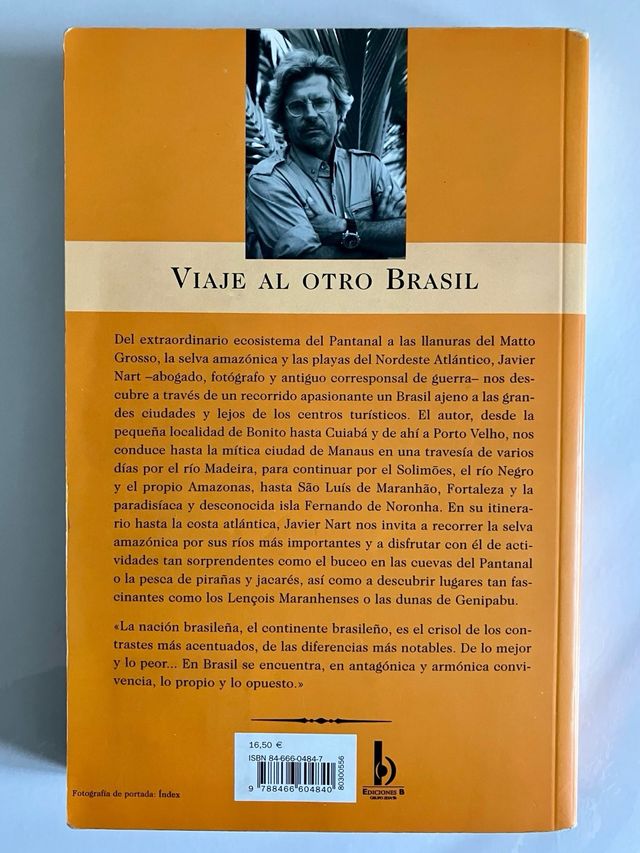 VIAJE AL OTRO BRASIL
Del extraordinario ecosistema del Pantanal a las llanuras del Matto
Grosso, la selva amazónica y las playas del Nordeste Atlántico, Javier
Nart –abogado, fotógrafo y antiguo corresponsal de guerra– nos des-
cubre a través de un recorrido apasionante un Brasil ajeno a las gran-
des ciudades y lejos de los centros turísticos. El autor, desde la
pequeña localidad de Bonito hasta Cuiabá y de ahí a Porto Velho, nos
conduce hasta la mítica ciudad de Manaus en una travesía de varios
días por el río Madeira, para continuar por el Solimões, el río Negro
y el propio Amazonas, hasta São Luís de Maranhão, Fortaleza y la
paradisíaca y desconocida isla Fernando de Noronha. En su itinera-
rio hasta la costa atlántica, Javier Nart nos invita a recorrer la selva
amazónica por sus ríos más importantes y a disfrutar con él de acti-
vidades tan sorprendentes como el buceo en las cuevas del Pantanal
o la pesca de pirañas y jacarés, así como a descubrir lugares tan fas-
cinantes como los Lençois Maranhenses o las dunas de Genipabu.
«La nación brasileña, el continente brasileño, es el crisol de los con-
trastes más acentuados, de las diferencias más notables. De lo mejor
y lo peor... En Brasil se encuentra, en antagónica y armónica convi-
vencia, lo propio y lo opuesto.»
16,50 €
ISBN 84-666-0484-7
9 788466 604840
80300556
b
EDICIONES B
GRUPO ZETA
Fotografía de portada: Índex